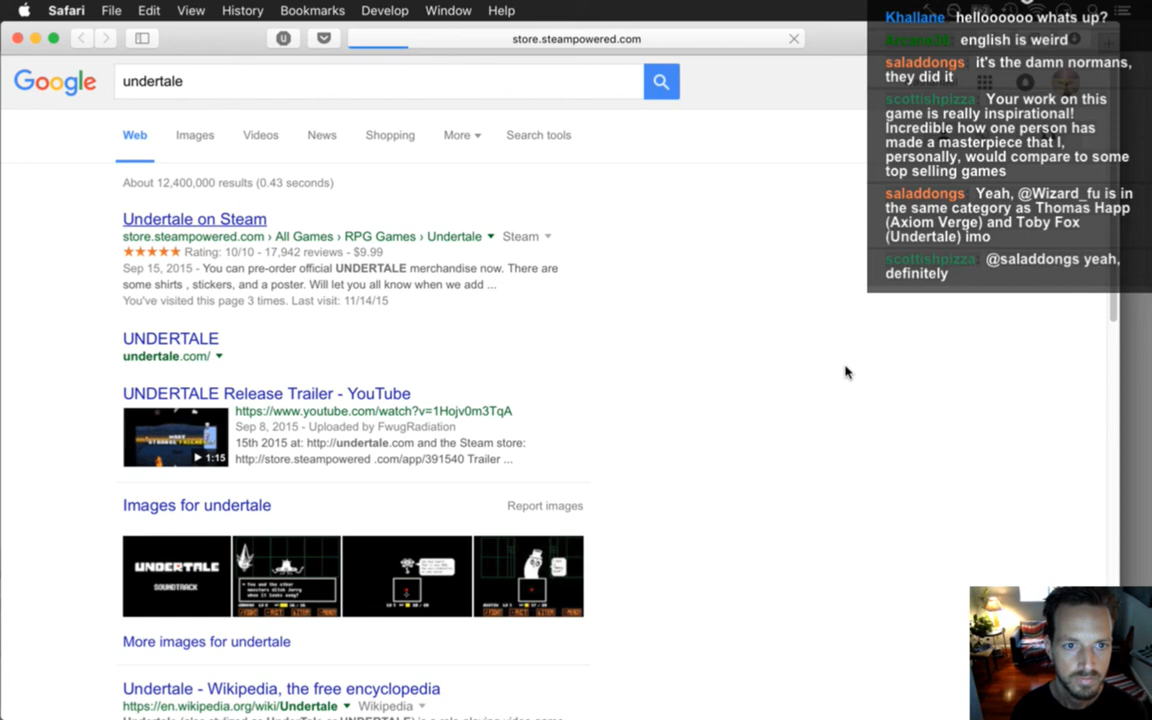 Safari File Edit View History Bookmarks Develop Window Help
store.steampowered.com
Google
undertale
Web Images Videos News Shopping More Search tools
About 12,400,000 results (0.43 seconds)
Undertale on Steam
store.steampowered.com › All Games › RPG Games › Undertale Steam
Rating: 10/10 - 17,942 reviews - $9.99
Sep 15, 2015 - You can pre-order official UNDERTALE merchandise now. There are
some shirts , stickers, and a poster. Will let you all know when we add ...
You've visited this page 3 times. Last visit: 11/14/15
UNDERTALE
undertale.com/
UNDERTALE Release Trailer - YouTube
https://www.youtube.com/watch?v=1Hojv0m3TqA
Sep 8, 2015 - Uploaded by FwugRadiation
15th 2015 at: http://undertale.com and the Steam store:
http://store.steampowered .com/app/391540 Trailer ...
1:15
Images for undertale
Report images
UNDERTALE
SOUNDTRACK
More images for undertale
Undertale - Wikipedia, the free encyclopedia
https://en.wikipedia.org/wiki/Undertale Wikipedia
Khallane helloooooo whats up?
english is weird
saladdongs it's the damn normans,
they did it
scottishpizza Your work on this
game is really inspirational!
Incredible how one person has
made a masterpiece that I,
personally, would compare to some
top selling games
saladdongs Yeah, @Wizard_fu is in
the same category as Thomas Happ
(Axiom Verge) and Toby Fox
(Undertale) imo
scottishpizza @saladdongs yeah,
definitely